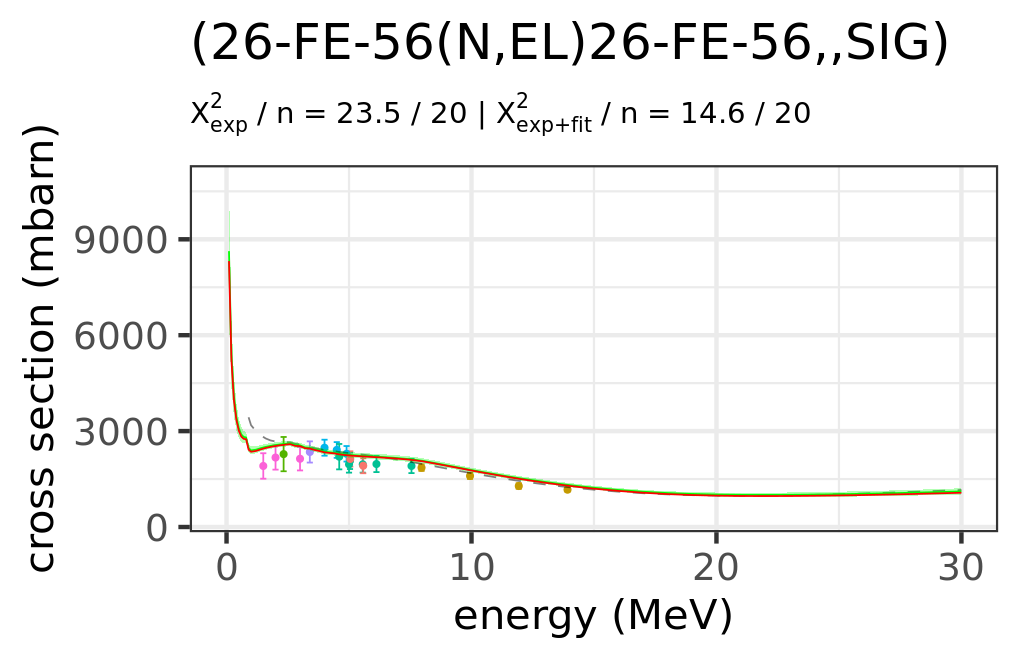 (26-FE-56(N,EL)26-FE-56,,SIG)
X²exp / n = 23.5 / 20 | X²exp+fit / n = 14.6 / 20
cross section (mbarn)
9000
6000
3000
0
0 10 20 30
energy (MeV)